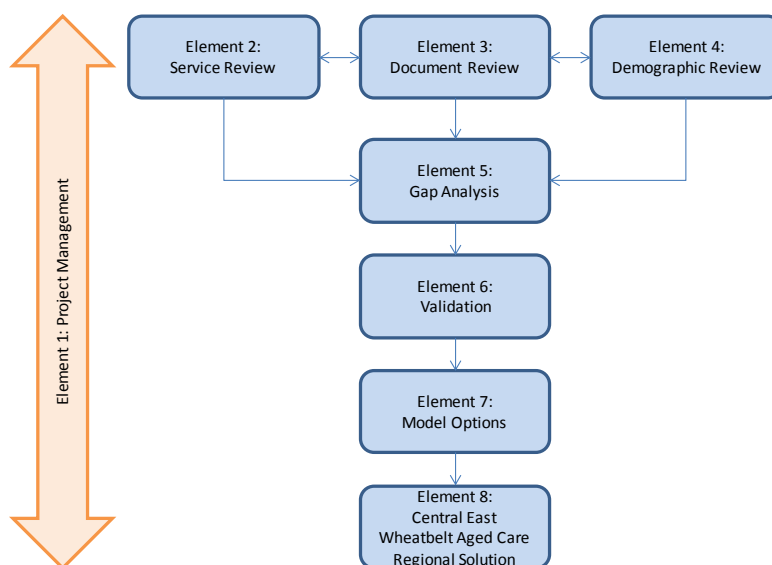 Element 1: Project Management
Element 2:
Service Review
Element 3:
Document Review
Element 4:
Demographic Review
Element 5:
Gap Analysis
Element 6:
Validation
Element 7:
Model Options
Element 8:
Central East
Wheatbelt Aged Care
Regional Solution